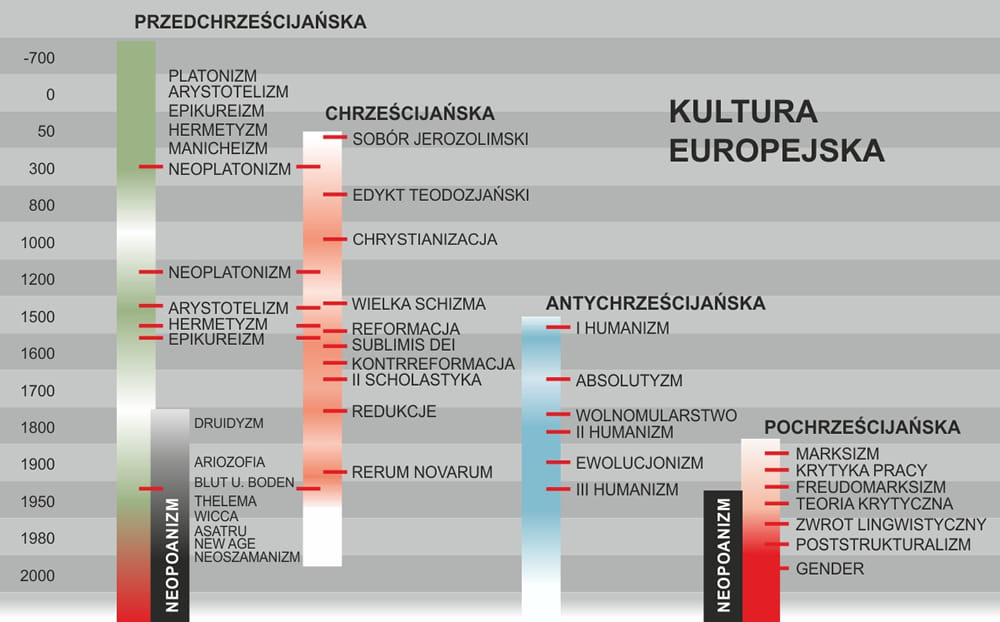 PRZEDCHRZEŚCIJAŃSKA
-700
0
50
300
800
1000
1200
1500
1600
1700
1800
1900
1950
1980
2000
PLATONIZM
ARYSTOTELIZM
EPIKUREIZM
HERMETYZM
MANICHEIZM
NEOPLATONIZM
NEOPLATONIZM
ARYSTOTELIZM
HERMETYZM
EPIKUREIZM
DRUIDYZM
ARIOZOFIA
BLUT U. BODEN
THELEMA
WICCA
ASATRU
NEW AGE
NEOSZAMANIZM
NEOPOANIZM
CHRZEŚCIJAŃSKA
SOBÓR JEROZOLIMSKI
EDYKT TEODOZJAŃSKI
CHRYSTIANIZACJA
WIELKA SCHIZMA
REFORMACJA
SUBLIMIS DEI
KONTRREFORMACJA
II SCHOLASTYKA
REDUKCJE
RERUM NOVARUM
KULTURA
EUROPEJSKA
ANTYCHRZEŚCIJAŃSKA
I HUMANIZM
ABSOLUTYZM
WOLNOMULARSTWO
II HUMANIZM
EWOLUCJONIZM
III HUMANIZM
POCHRZEŚCIJAŃSKA
MARKSIZM
KRYTYKA PRACY
FREUDOMARKSIZM
TEORIA KRYTYCZNA
ZWROT LINGWISTYCZNY
POSTSTRUKTURALIZM
GENDER
NEOPOANIZM